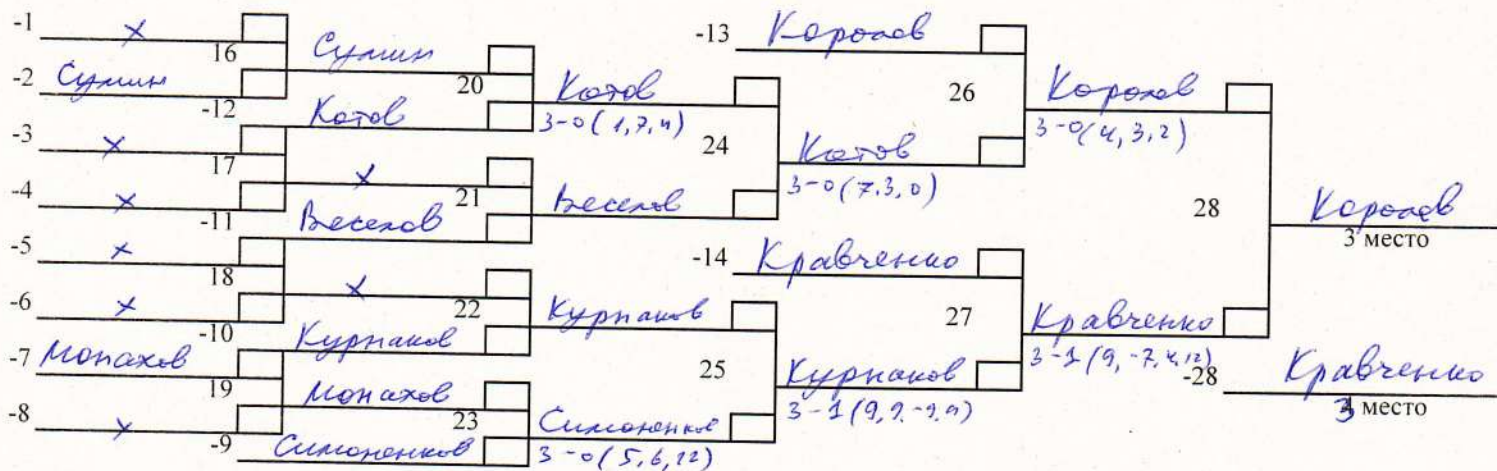 -1 ×
16
Сумин
-2 Сумин
-12 Котов
20
Котов
3-0 (1, 7, 4)
-3 ×
17
×
-4 ×
-11 Веселов
21
Веселов
24
Котов
3-0 (7, 3, 0)
-13 Королов
26
Королов
3-0 (4, 3, 2)
-5 ×
18
×
-6 ×
-10 Курнаков
22
Курнаков
-7 Монахов
19
Монахов
-8 ×
-9 Симоненков
23
Симоненков
3-0 (5, 6, 12)
25
Курнаков
3-1 (9, 9, -9, 9)
-14 Кравченко
27
Кравченко
3-1 (9, -7, 4, 12)
28
Королев
3 место
-28 Кравченко
3 место